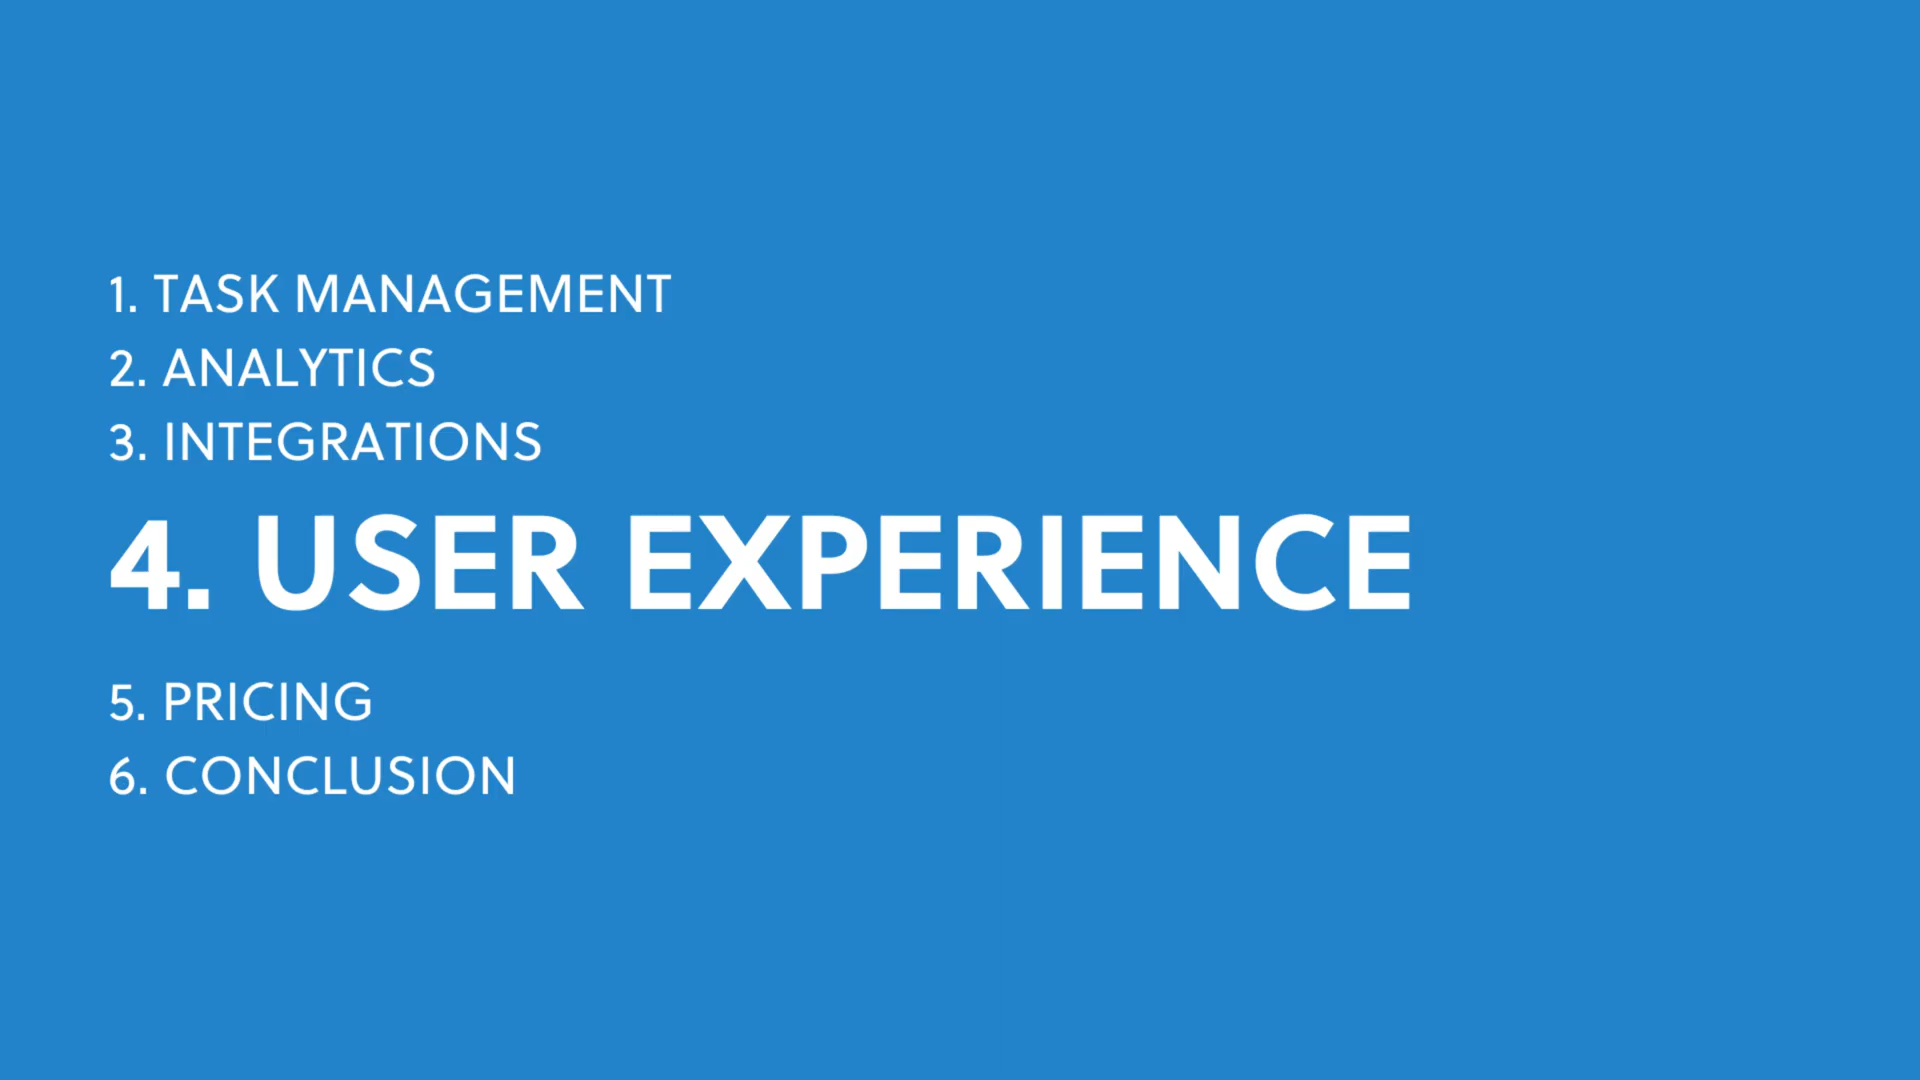 1. TASK MANAGEMENT
2. ANALYTICS
3. INTEGRATIONS
4. USER EXPERIENCE
5. PRICING
6. CONCLUSION